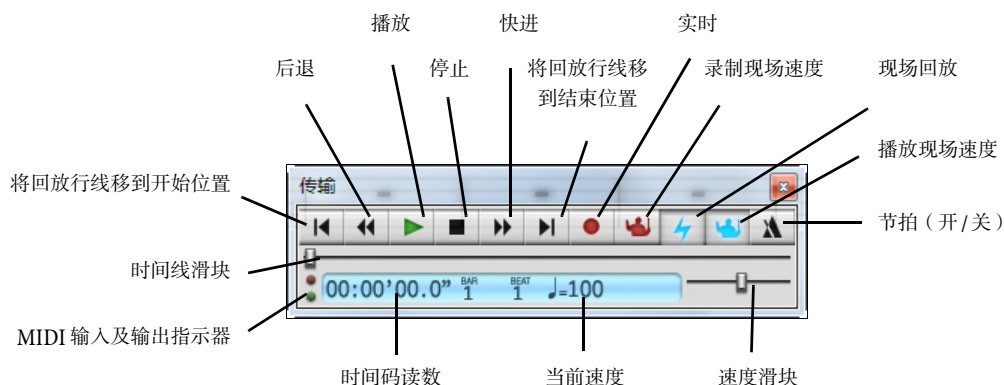 播放
快进
实时
后退
停止
将回放行线移
到结束位置
录制现场速度
现场回放
播放现场速度
将回放行线移到开始位置
传输
节拍（开/关）
时间线滑块
00:00’00.0” BAR 1 BEAT 1 ♩=100
MIDI 输入及输出指示器
时间码读数
当前速度
速度滑块